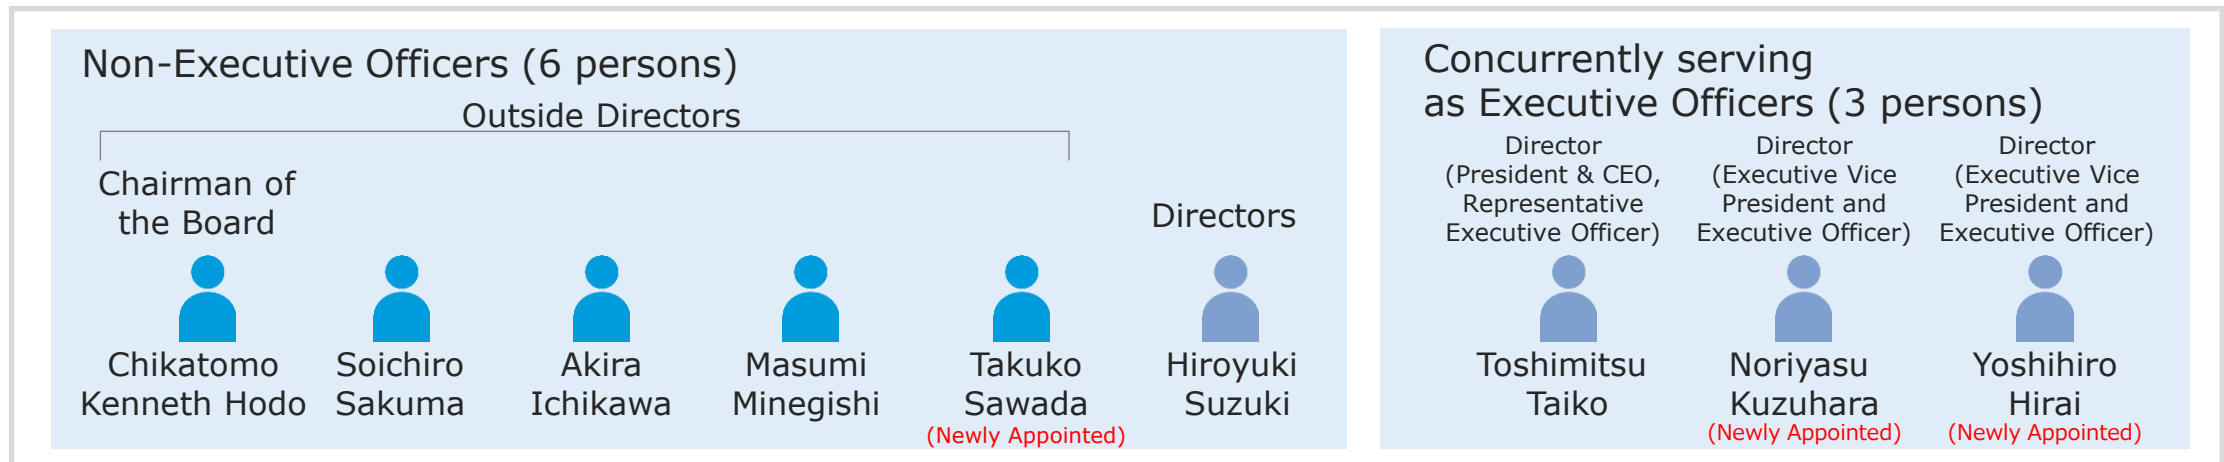 Non-Executive Officers (6 persons)
Outside Directors
Chairman of
the Board
Directors
Chikatomo
Kenneth Hodo
Soichiro
Sakuma
Akira
Ichikawa
Masumi
Minegishi
Takuko
Sawada
(Newly Appointed)
Hiroyuki
Suzuki
Concurrently serving
as Executive Officers (3 persons)
Director
(President & CEO,
Representative
Executive Officer)
Toshimitsu
Taiko
Director
(Executive Vice
President and
Executive Officer)
Noriyasu
Kuzuhara
(Newly Appointed)
Director
(Executive Vice
President and
Executive Officer)
Yoshihiro
Hirai
(Newly Appointed)